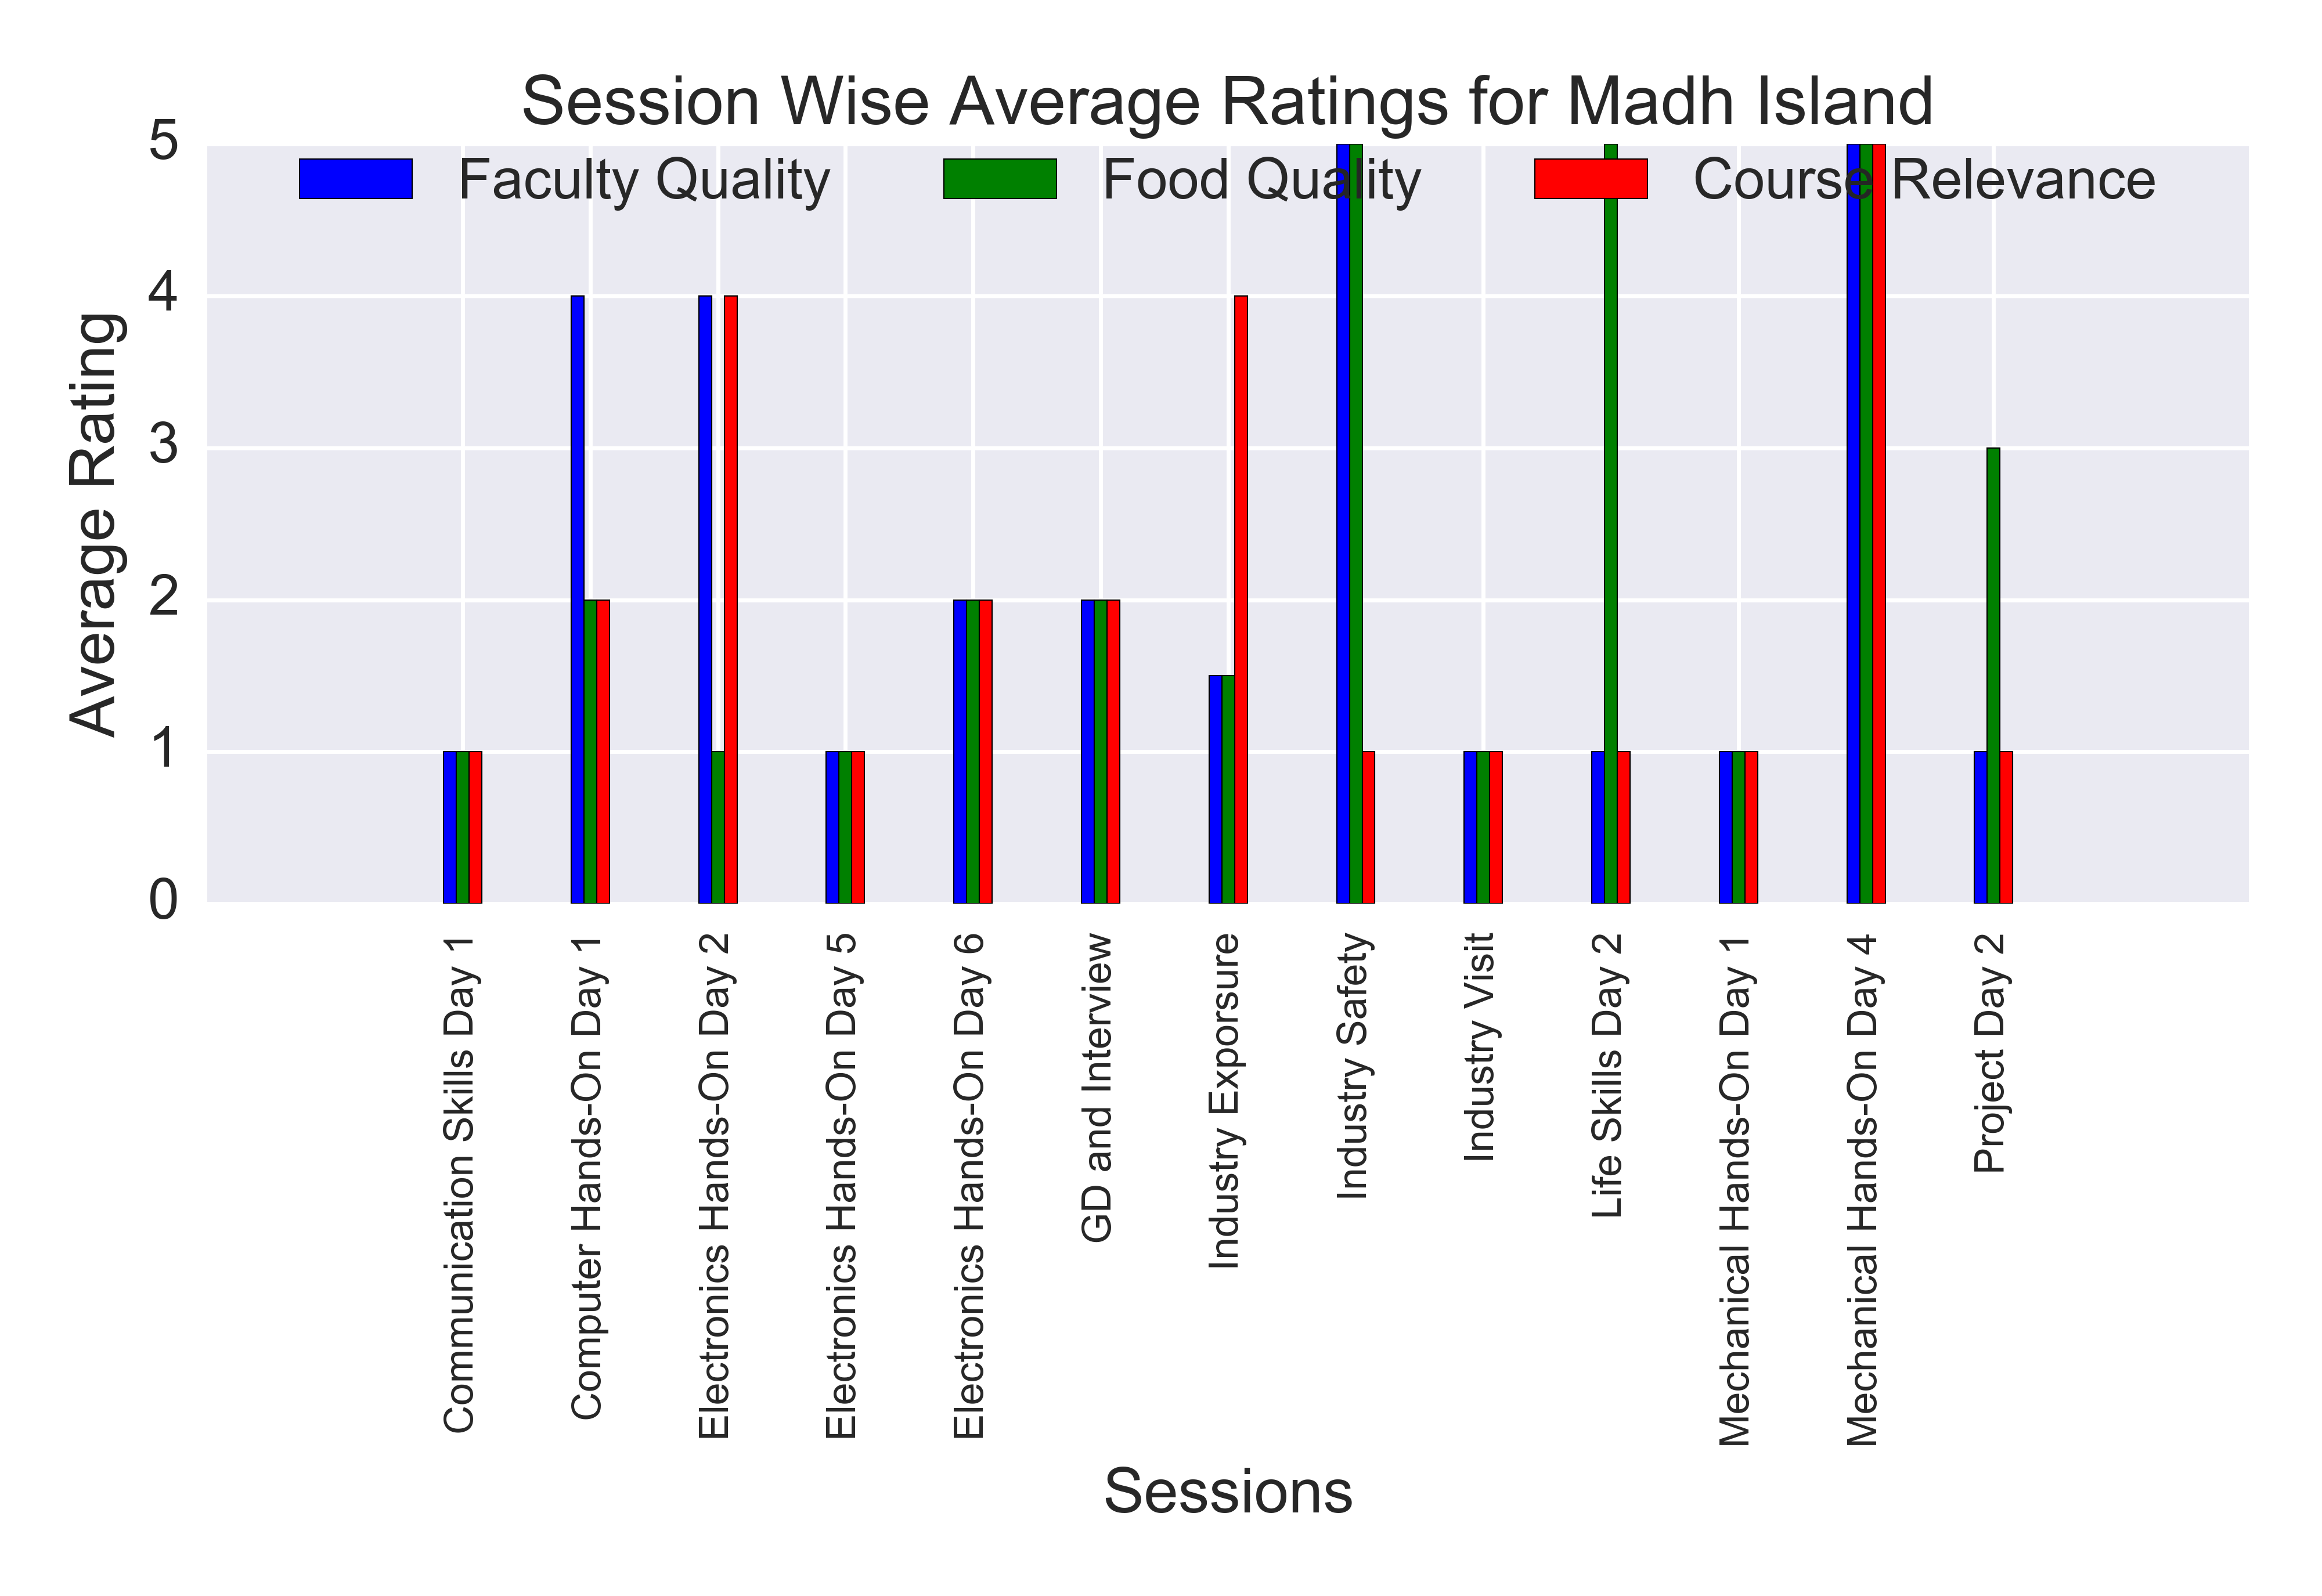 Session Wise Average Ratings for Madh Island
Faculty Quality Food Quality Course Relevance
5
4
3
2
1
0
Average Rating
Communication Skills Day 1
Computer Hands-On Day 1
Electronics Hands-On Day 2
Electronics Hands-On Day 5
Electronics Hands-On Day 6
GD and Interview
Industry Exporsure
Industry Safety
Industry Visit
Life Skills Day 2
Mechanical Hands-On Day 1
Mechanical Hands-On Day 4
Project Day 2
Sessions